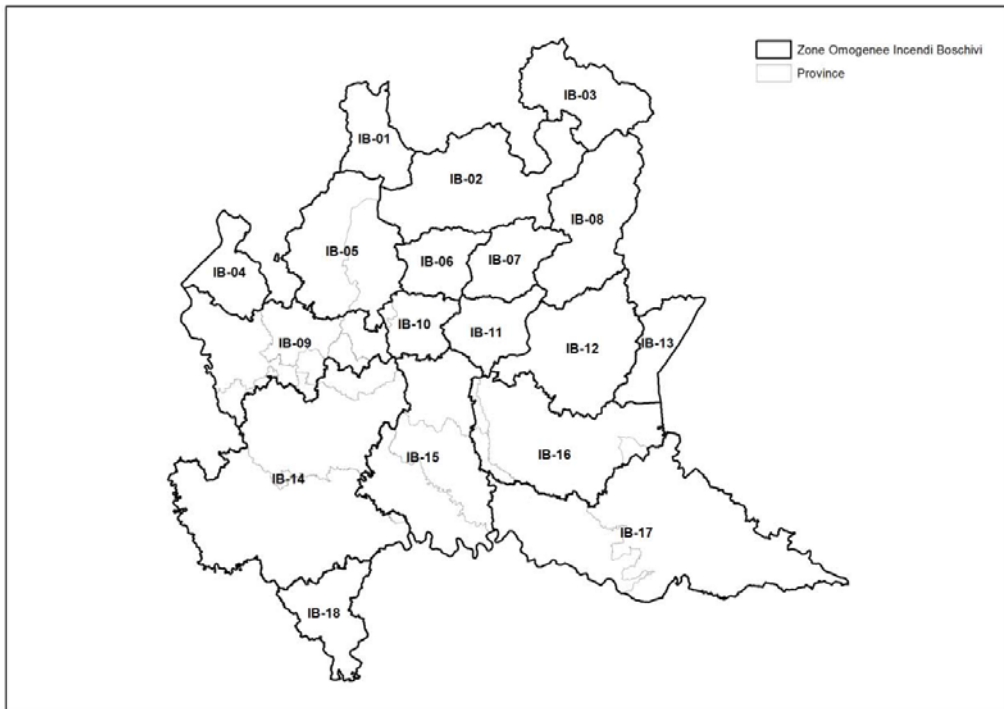 Zone Omogenee Incendi Boschivi
Province
IB-03
IB-01
IB-02
IB-08
IB-05
IB-06
IB-07
IB-04
IB-10
IB-11
IB-09
IB-12
IB-13
IB-15
IB-16
IB-14
IB-17
IB-18